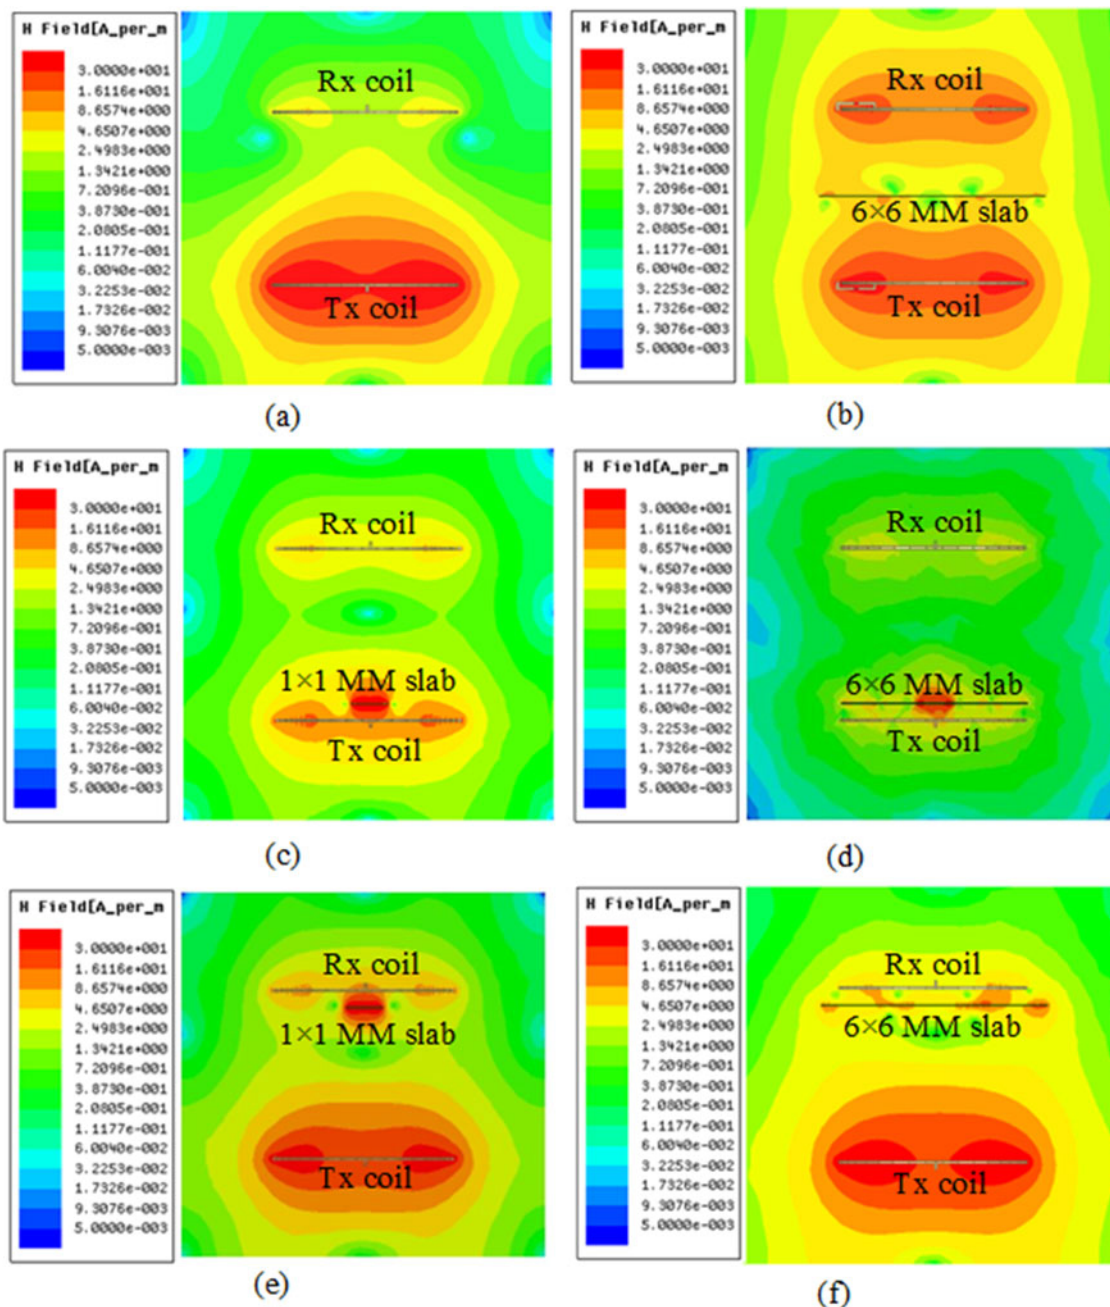 H Field[A_per_m
3.0000e+001
1.6116e+001
8.6574e+000
4.6507e+000
2.4983e+000
1.3421e+000
7.2096e-001
3.8730e-001
2.0805e-001
1.1177e-001
6.0040e-002
3.2253e-002
1.7326e-002
9.3076e-003
5.0000e-003
Rx coil
Tx coil
(a)
H Field[A_per_m
3.0000e+001
1.6116e+001
8.6574e+000
4.6507e+000
2.4983e+000
1.3421e+000
7.2096e-001
3.8730e-001
2.0805e-001
1.1177e-001
6.0040e-002
3.2253e-002
1.7326e-002
9.3076e-003
5.0000e-003
Rx coil
6×6 MM slab
Tx coil
(b)
H Field[A_per_m
3.0000e+001
1.6116e+001
8.6574e+000
4.6507e+000
2.4983e+000
1.3421e+000
7.2096e-001
3.8730e-001
2.0805e-001
1.1177e-001
6.0040e-002
3.2253e-002
1.7326e-002
9.3076e-003
5.0000e-003
Rx coil
1×1 MM slab
Tx coil
(c)
H Field[A_per_m
3.0000e+001
1.6116e+001
8.6574e+000
4.6507e+000
2.4983e+000
1.3421e+000
7.2096e-001
3.8730e-001
2.0805e-001
1.1177e-001
6.0040e-002
3.2253e-002
1.7326e-002
9.3076e-003
5.0000e-003
Rx coil
6×6 MM slab
Tx coil
(d)
H Field[A_per_m
3.0000e+001
1.6116e+001
8.6574e+000
4.6507e+000
2.4983e+000
1.3421e+000
7.2096e-001
3.8730e-001
2.0805e-001
1.1177e-001
6.0040e-002
3.2253e-002
1.7326e-002
9.3076e-003
5.0000e-003
Rx coil
1×1 MM slab
Tx coil
(e)
H Field[A_per_m
3.0000e+001
1.6116e+001
8.6574e+000
4.6507e+000
2.4983e+000
1.3421e+000
7.2096e-001
3.8730e-001
2.0805e-001
1.1177e-001
6.0040e-002
3.2253e-002
1.7326e-002
9.3076e-003
5.0000e-003
Rx coil
6×6 MM slab
Tx coil
(f)